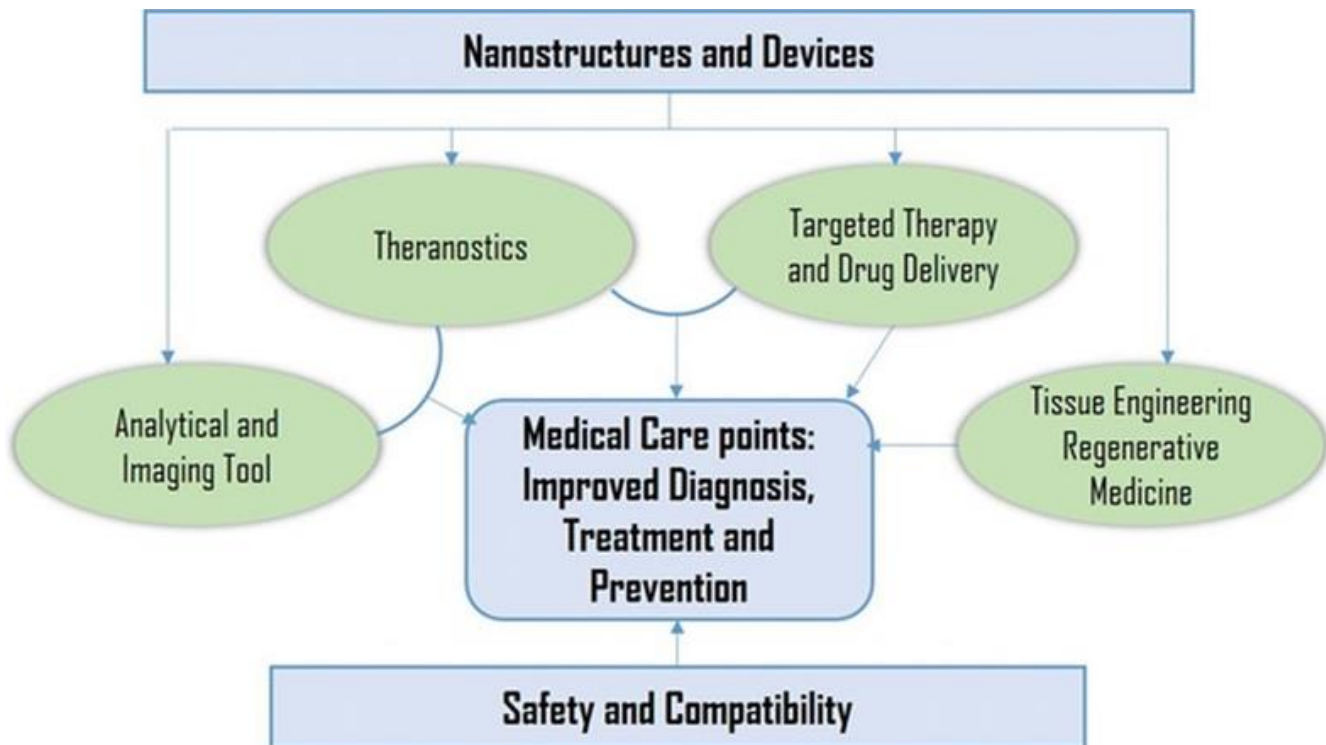 Nanostructures and Devices
Theranostics
Targeted Therapy
and Drug Delivery
Analytical and
Imaging Tool
Medical Care points:
Improved Diagnosis,
Treatment and
Prevention
Tissue Engineering
Regenerative
Medicine
Safety and Compatibility